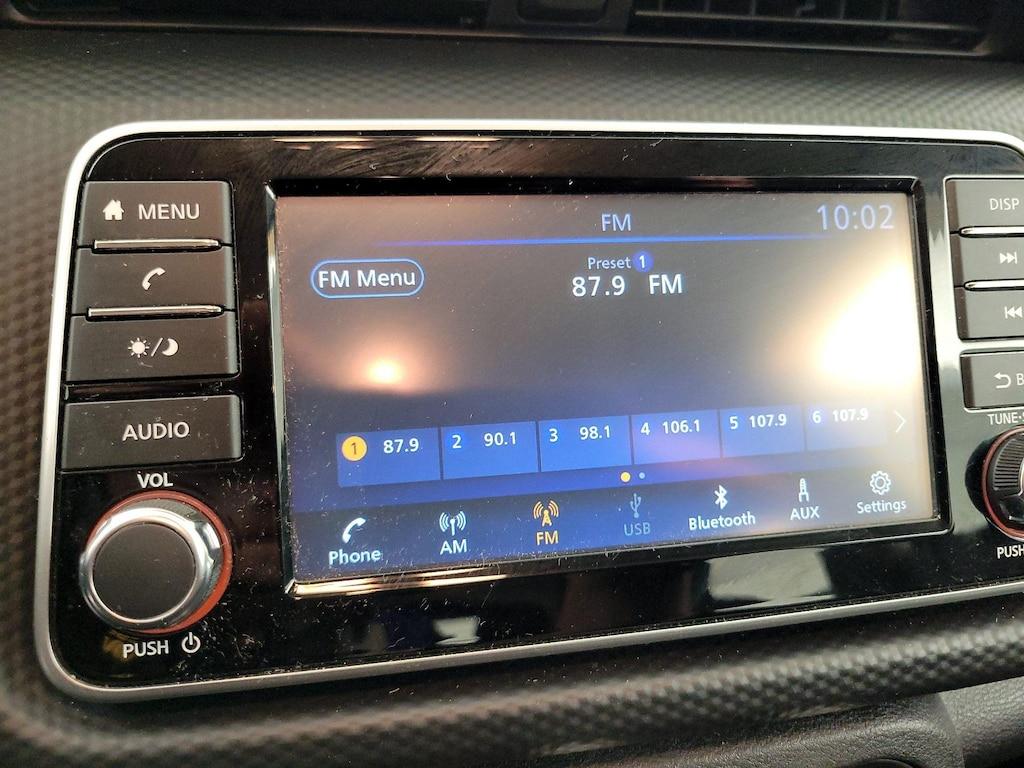 MENU
AUDIO
VOL
PUSH
FM
10:02
FM Menu
Preset 1
87.9 FM
1 87.9
2 90.1
3 98.1
4 106.1
5 107.9
6 107.9
Phone
AM
FM
USB
Bluetooth
AUX
Settings
DISP
B
TUNE·S
PUSH